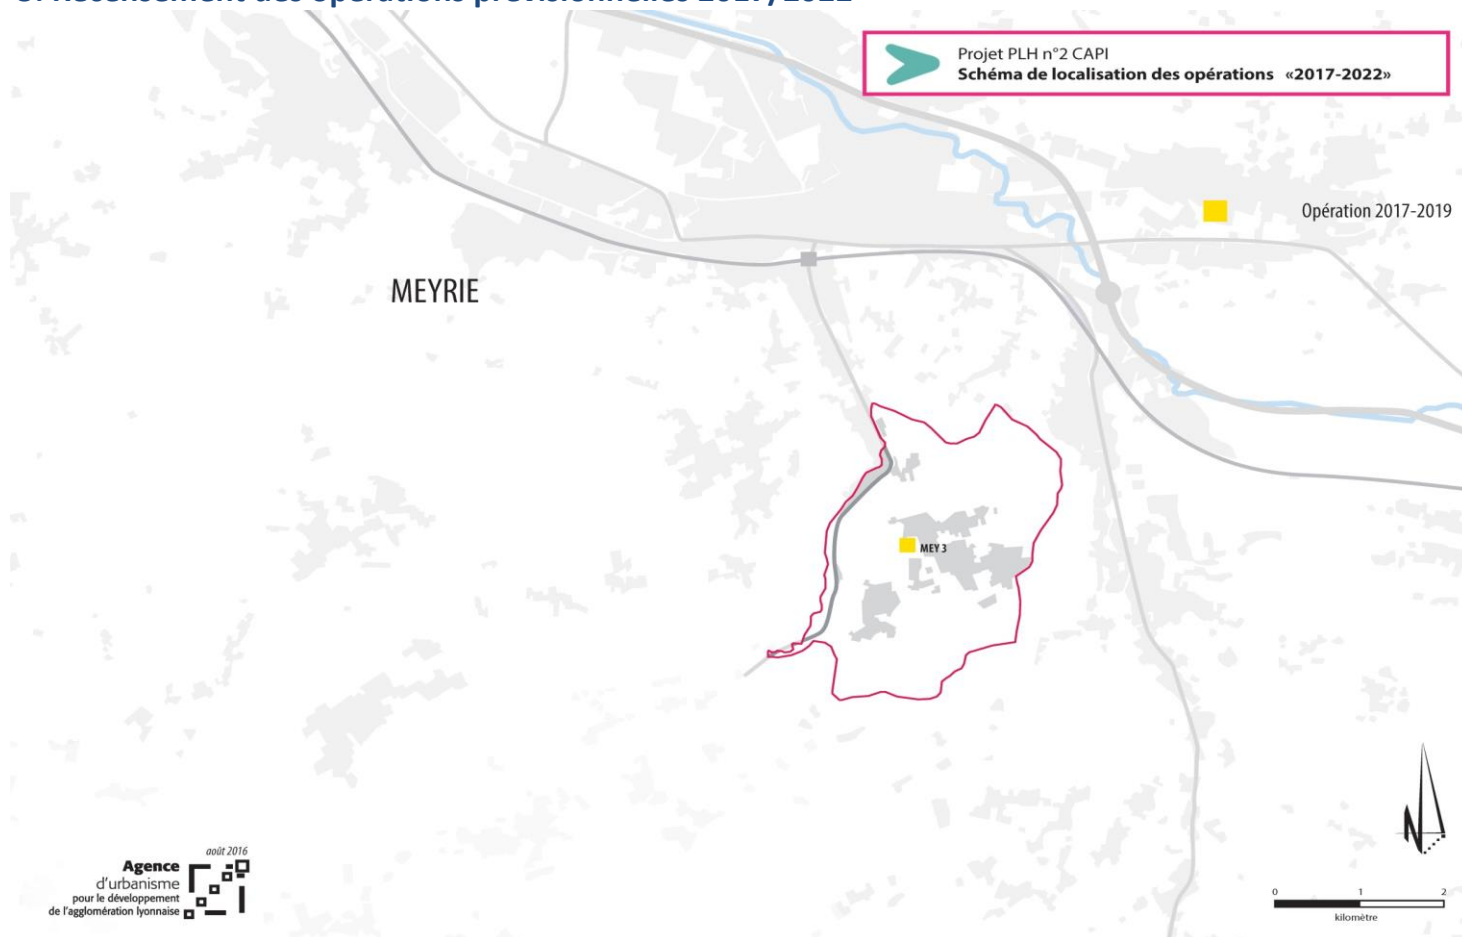 Projet PLH n°2 CAPI
Schéma de localisation des opérations «2017-2022»
Opération 2017-2019
MEYRIE
MEY 3
N
août 2016
Agence
d'urbanisme
pour le développement
de l'agglomération lyonnaise
0 1 2
kilomètre